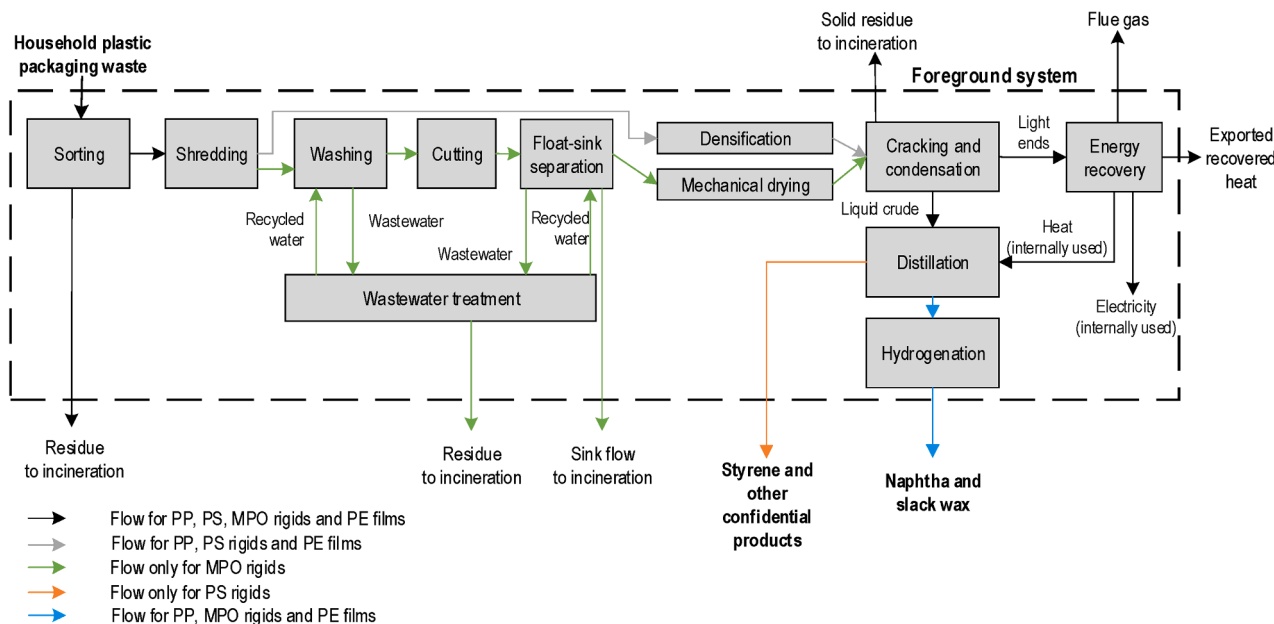 Household plastic
packaging waste
Solid residue
to incineration
Flue gas
Foreground system
Sorting
Shredding
Washing
Cutting
Float-sink
separation
Densification
Mechanical drying
Cracking and
condensation
Light
ends
Energy
recovery
Exported
recovered
heat
Recycled
water
Wastewater
Wastewater
Recycled
water
Liquid crude
Heat
(internally used)
Distillation
Wastewater treatment
Electricity
(internally used)
Hydrogenation
Residue
to incineration
Residue
to incineration
Sink flow
to incineration
Styrene and
other
confidential
products
Naphtha and
slack wax
Flow for PP, PS, MPO rigids and PE films
Flow for PP, PS rigids and PE films
Flow only for MPO rigids
Flow only for PS rigids
Flow for PP, MPO rigids and PE films